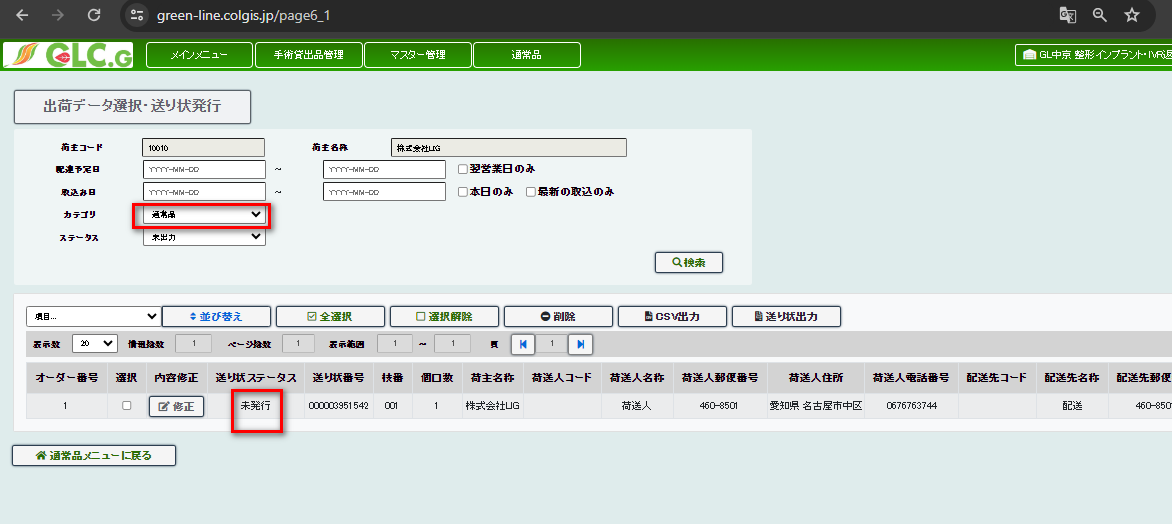 green-line.colgis.jp/page6_1
GLC.G メインメニュー 手術貸出品管理 マスター管理 通常品 GL中京 整形インプラント・IVR返
出荷データ選択・送り状発行
荷主コード 10010 荷主名称 株式会社LIG
配達予定日 YYYY-MM-DD ~ YYYY-MM-DD 翌営業日のみ
取込み日 YYYY-MM-DD ~ YYYY-MM-DD 本日のみ 最新の取込のみ
カテゴリ 通常品
ステータス 未出力
検索
項目... 並び替え 全選択 選択解除 削除 CSV出力 送り状出力
表示数 20 情報総数 1 ページ総数 1 表示範囲 1 ~ 1 頁 1
オーダー番号 選択 内容修正 送り状ステータス 送り状番号 枝番 個口数 荷主名称 荷送人コード 荷送人名称 荷送人郵便番号 荷送人住所 荷送人電話番号 配送先コード 配送先名称 配送先郵便
1 修正 未発行 000003951542 001 1 株式会社LIG 荷送人 460-8501 愛知県 名古屋市中区 0676763744 配送 460-850
通常品メニューに戻る